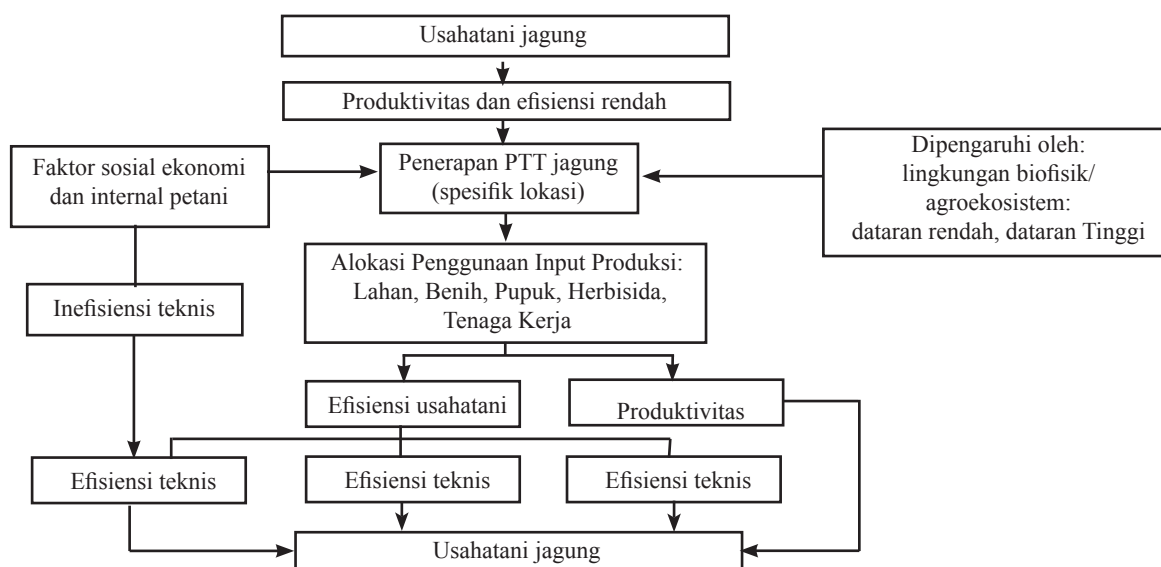 Usahatani jagung
Produktivitas dan efisiensi rendah
Faktor sosial ekonomi
dan internal petani
Penerapan PTT jagung
(spesifik lokasi)
Dipengaruhi oleh:
lingkungan biofisik/
agroekosistem:
dataran rendah, dataran Tinggi
Alokasi Penggunaan Input Produksi:
Lahan, Benih, Pupuk, Herbisida,
Tenaga Kerja
Inefisiensi teknis
Efisiensi usahatani
Produktivitas
Efisiensi teknis
Efisiensi teknis
Efisiensi teknis
Usahatani jagung